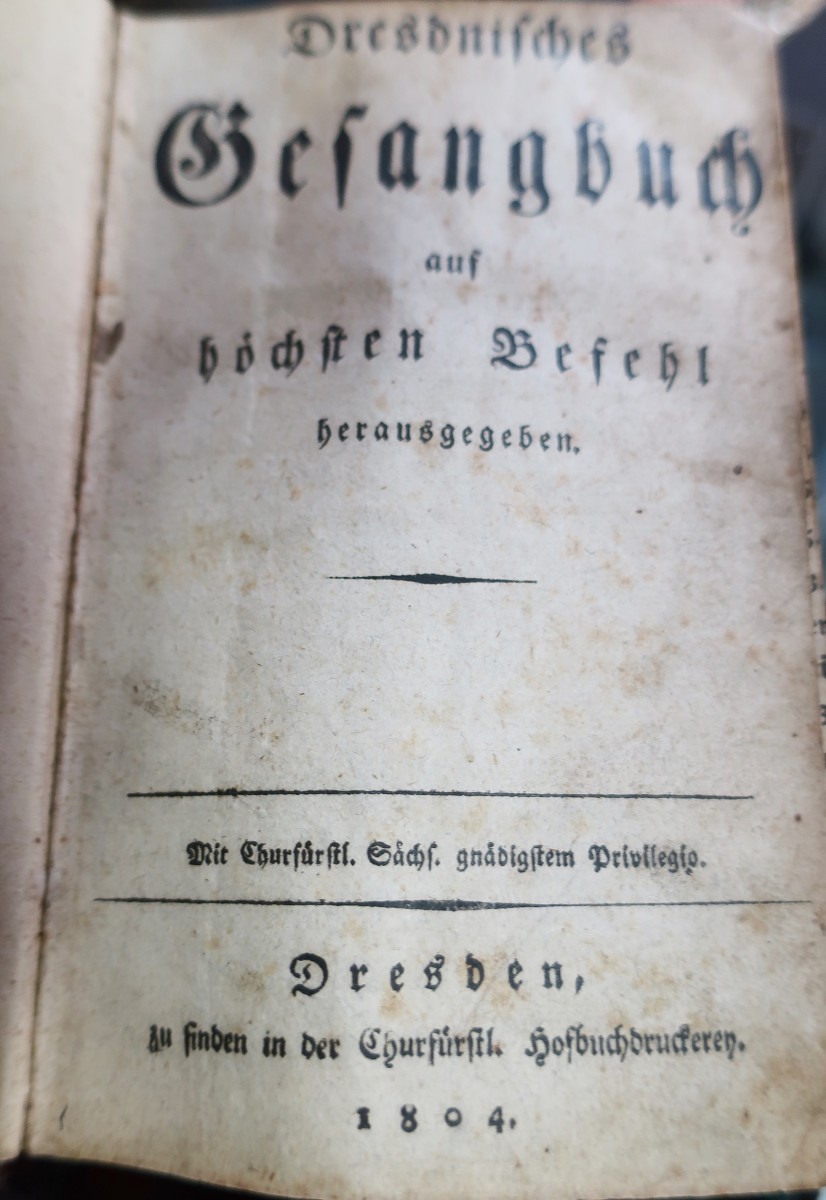 Dresdnisches
Gesangbuch
auf
höchsten Befehl
herausgegeben.
Mit Churfürstl. Sächs. gnädigstem Privilegio.
Dresden,
zu finden in der Churfürstl. Hofbuchdruckerey.
1804.